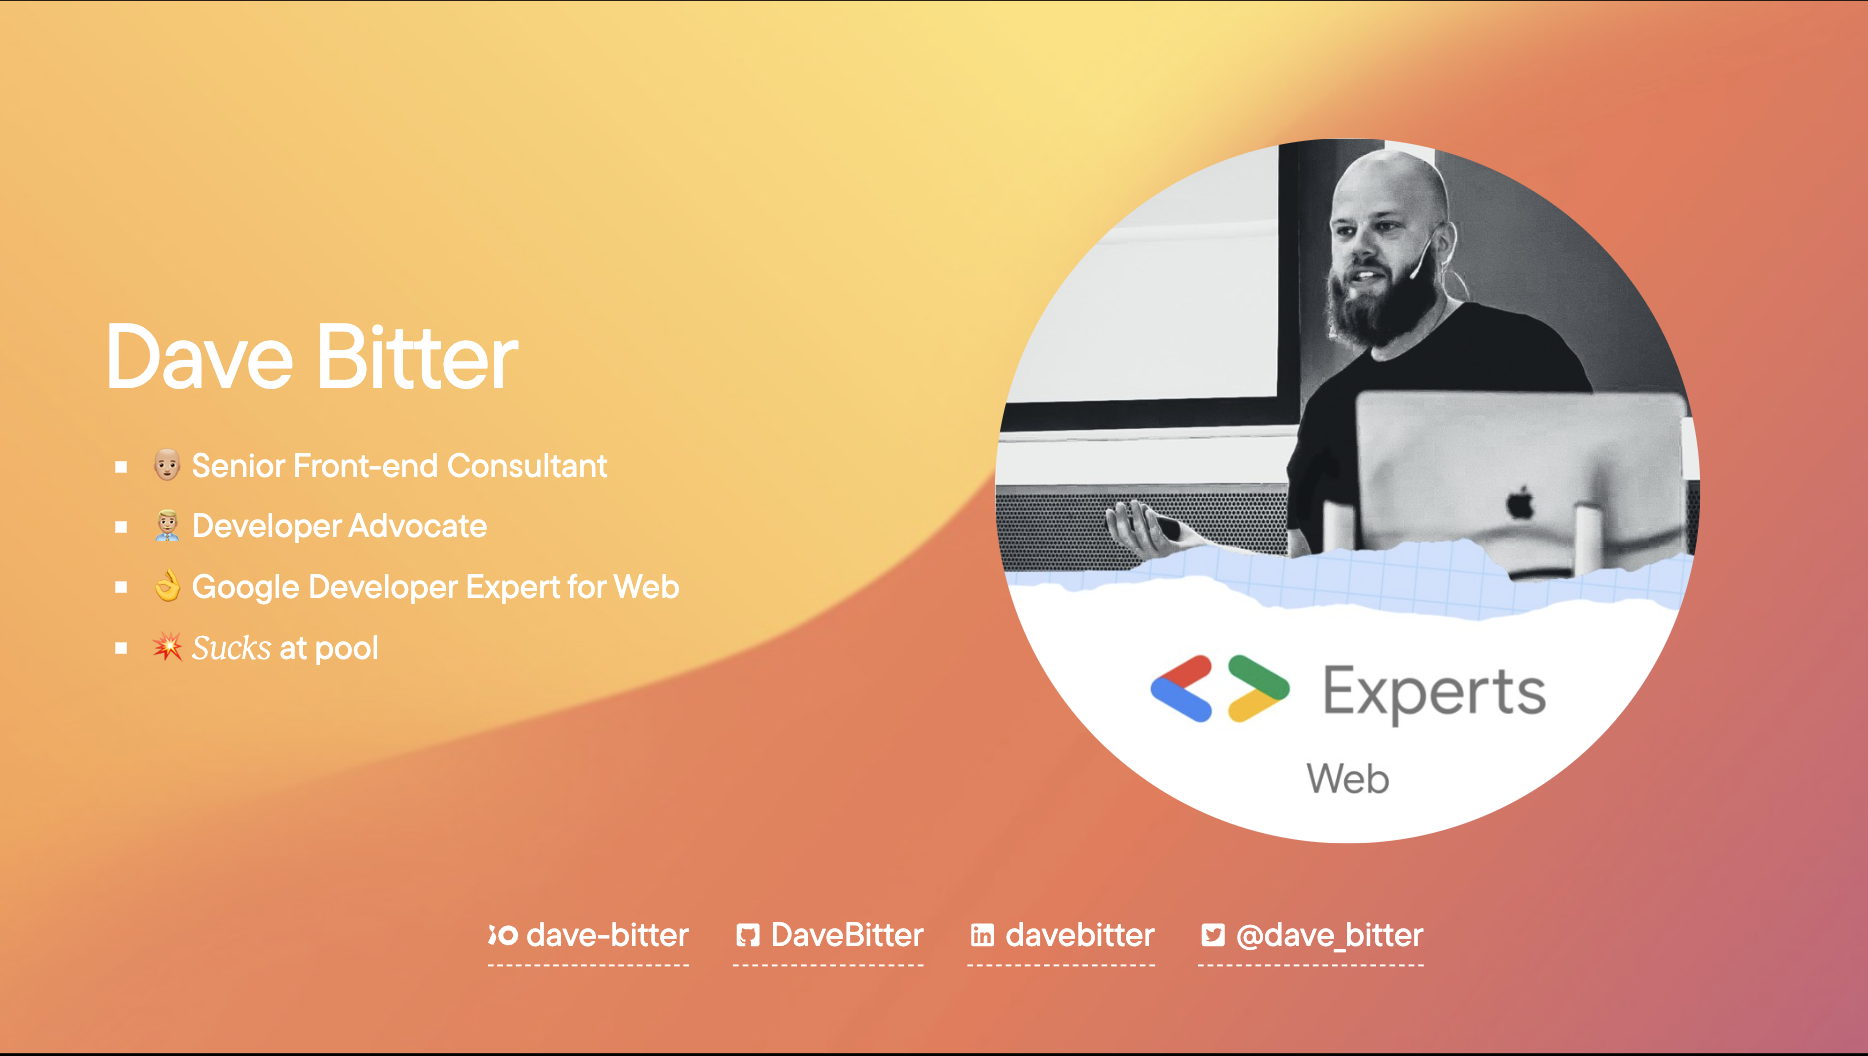 Dave Bitter
👨🏼‍🦲 Senior Front-end Consultant
👨🏼‍💼 Developer Advocate
👌 Google Developer Expert for Web
💥 Sucks at pool
Experts
Web
dave-bitter DaveBitter davebitter @dave_bitter